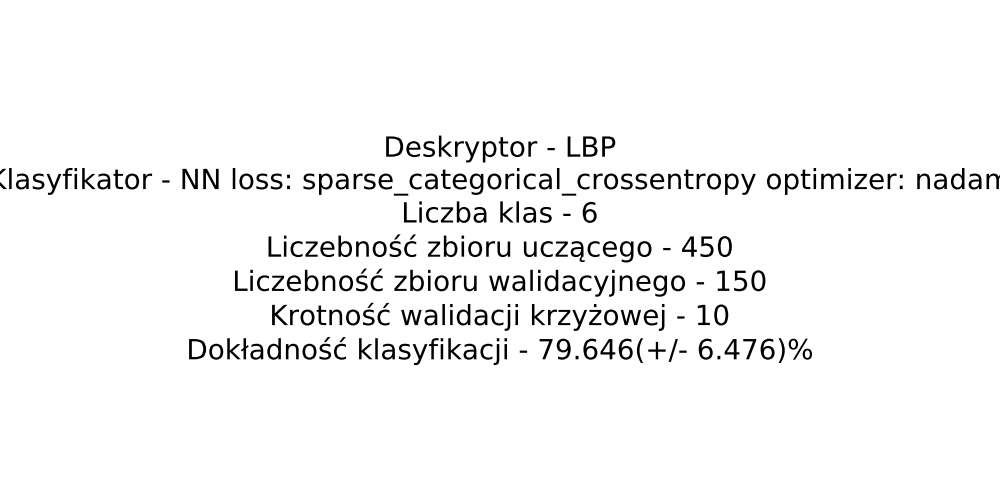 Deskryptor - LBP
Klasyfikator - NN loss: sparse_categorical_crossentropy optimizer: nadam
Liczba klas - 6
Liczebność zbioru uczącego - 450
Liczebność zbioru walidacyjnego - 150
Krotność walidacji krzyżowej - 10
Dokładność klasyfikacji - 79.646(+/- 6.476)%